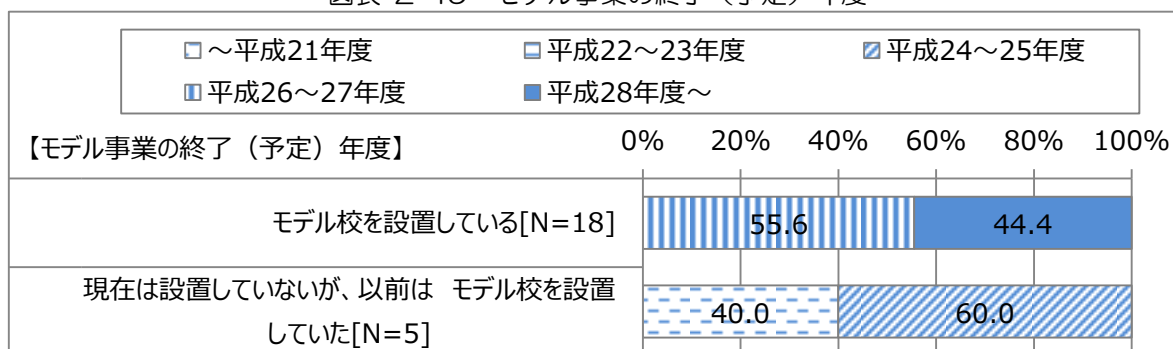 ～平成21年度 平成22～23年度 平成24～25年度
平成26～27年度 平成28年度～
【モデル事業の終了（予定）年度】 0% 20% 40% 60% 80% 100%
モデル校を設置している[N=18] 55.6 44.4
現在は設置していないが、以前は　モデル校を設置
していた[N=5] 40.0 60.0